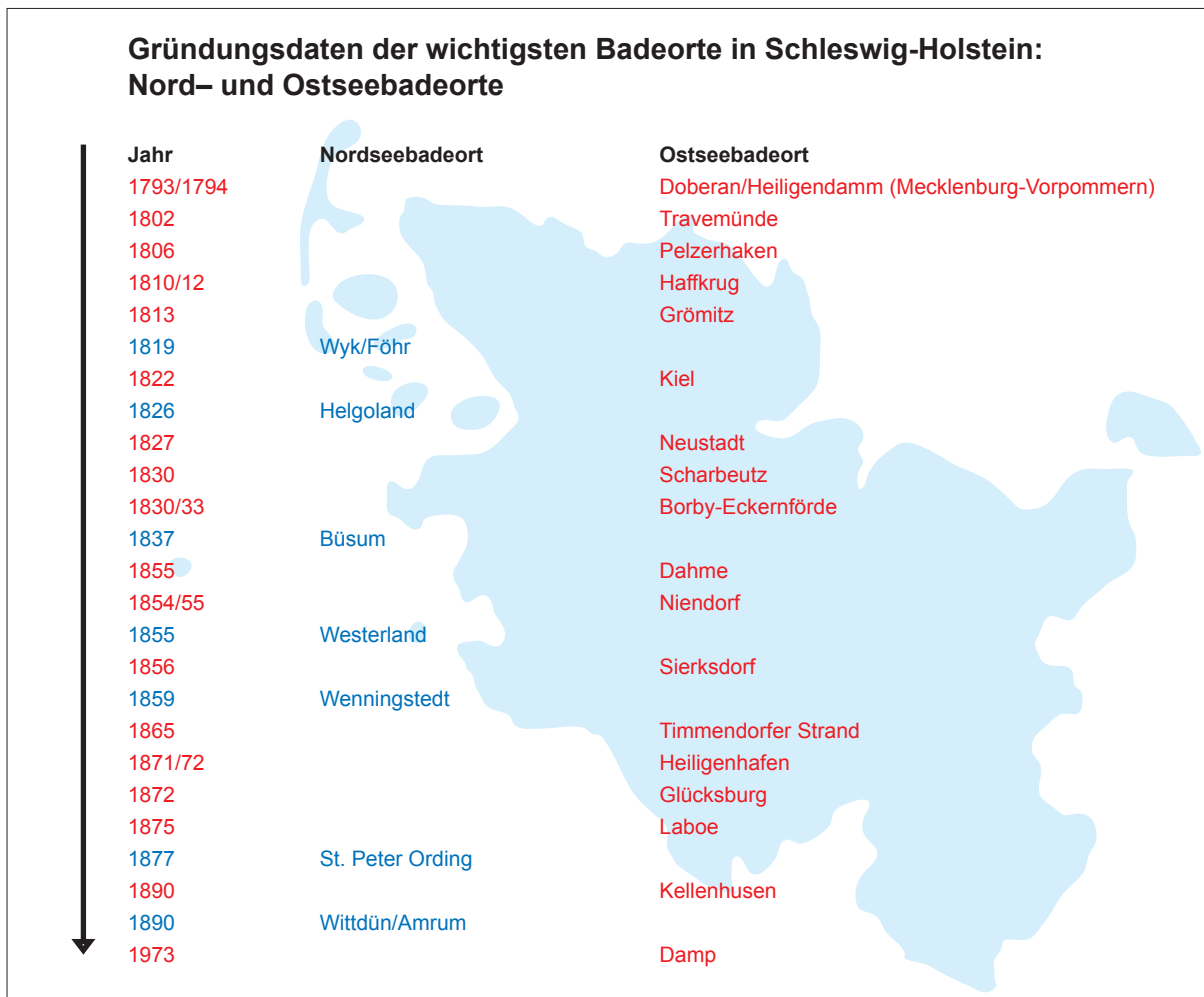 Gründungsdaten der wichtigsten Badeorte in Schleswig-Holstein:
Nord– und Ostseebadeorte
Jahr Nordseebadeort Ostseebadeort
1793/1794 Doberan/Heiligendamm (Mecklenburg-Vorpommern)
1802 Travemünde
1806 Pelzerhaken
1810/12 Haffkrug
1813 Grömitz
1819 Wyk/Föhr
1822 Kiel
1826 Helgoland
1827 Neustadt
1830 Scharbeutz
1830/33 Borby-Eckernförde
1837 Büsum
1855 Dahme
1854/55 Niendorf
1855 Westerland
1856 Sierksdorf
1859 Wenningstedt
1865 Timmendorfer Strand
1871/72 Heiligenhafen
1872 Glücksburg
1875 Laboe
1877 St. Peter Ording
1890 Kellenhusen
1890 Wittdün/Amrum
1973 Damp